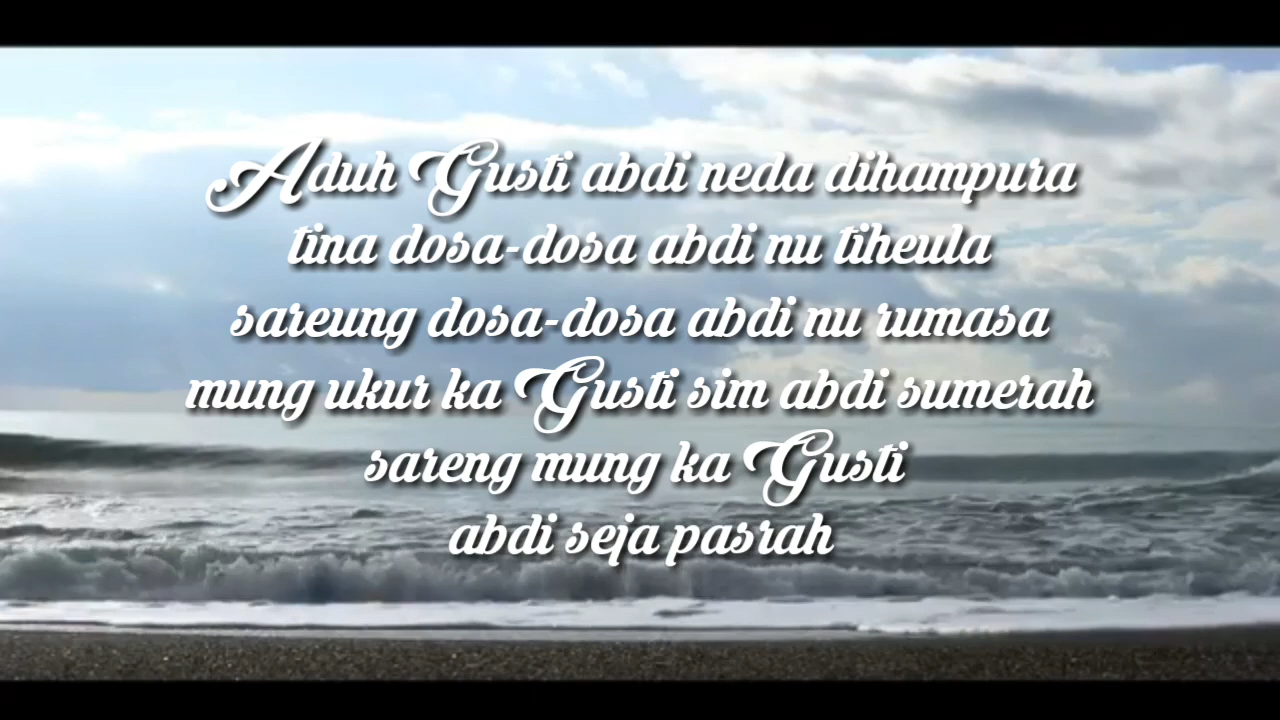 Aduh Gusti abdi neda dihampura
tina dosa-dosa abdi nu tiheula
sareung dosa-dosa abdi nu rumasa
mung ukur ka Gusti sim abdi sumerah
sareng mung ka Gusti
abdi seja pasrah